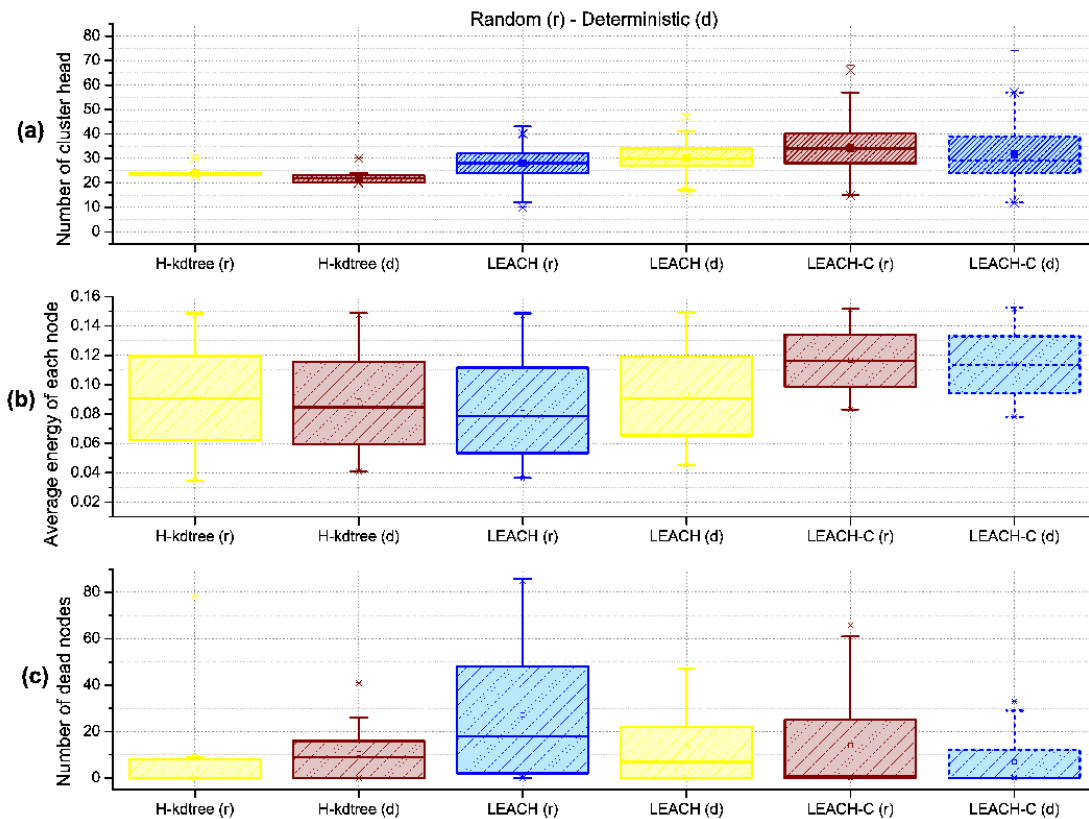 Random (r) - Deterministic (d)
(a)
Number of cluster head
80
70
60
50
40
30
20
10
0
H-kdtree (r) H-kdtree (d) LEACH (r) LEACH (d) LEACH-C (r) LEACH-C (d)
(b)
Average energy of each node
0.16
0.14
0.12
0.10
0.08
0.06
0.04
0.02
H-kdtree (r) H-kdtree (d) LEACH (r) LEACH (d) LEACH-C (r) LEACH-C (d)
(c)
Number of dead nodes
80
60
40
20
0
H-kdtree (r) H-kdtree (d) LEACH (r) LEACH (d) LEACH-C (r) LEACH-C (d)